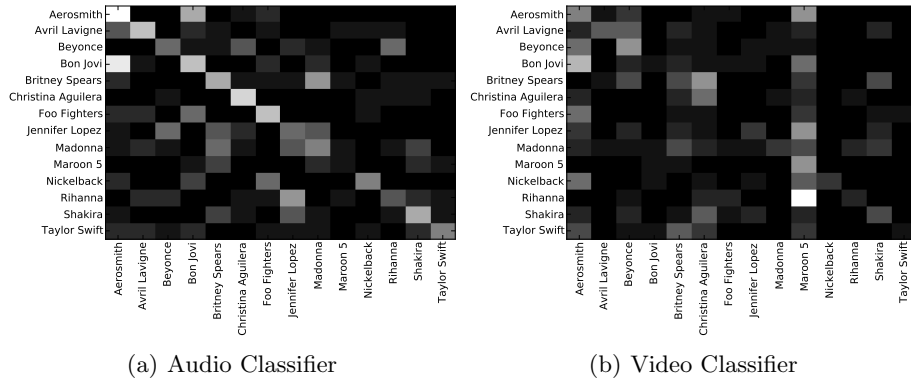 Aerosmith
Avril Lavigne
Beyonce
Bon Jovi
Britney Spears
Christina Aguilera
Foo Fighters
Jennifer Lopez
Madonna
Maroon 5
Nickelback
Rihanna
Shakira
Taylor Swift
Aerosmith
Avril Lavigne
Beyonce
Bon Jovi
Britney Spears
Christina Aguilera
Foo Fighters
Jennifer Lopez
Madonna
Maroon 5
Nickelback
Rihanna
Shakira
Taylor Swift
(a) Audio Classifier
Aerosmith
Avril Lavigne
Beyonce
Bon Jovi
Britney Spears
Christina Aguilera
Foo Fighters
Jennifer Lopez
Madonna
Maroon 5
Nickelback
Rihanna
Shakira
Taylor Swift
Aerosmith
Avril Lavigne
Beyonce
Bon Jovi
Britney Spears
Christina Aguilera
Foo Fighters
Jennifer Lopez
Madonna
Maroon 5
Nickelback
Rihanna
Shakira
Taylor Swift
(b) Video Classifier